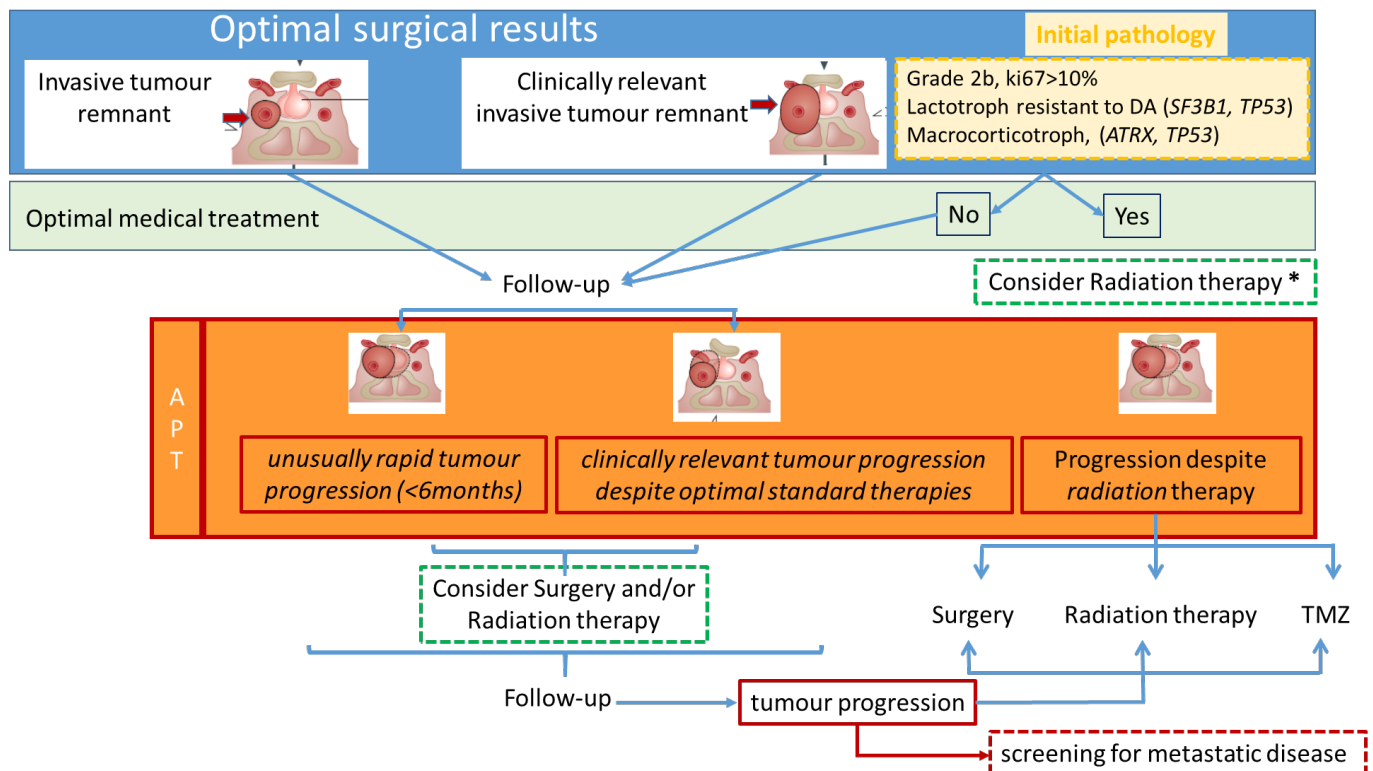 Optimal surgical results
Initial pathology
Invasive tumour
remnant
Clinically relevant
invasive tumour remnant
Grade 2b, ki67>10%
Lactotroph resistant to DA (SF3B1, TP53)
Macrocorticotroph, (ATRX, TP53)
Optimal medical treatment
No
Yes
Follow-up
Consider Radiation therapy *
A
P
T
unusually rapid tumour
progression (<6months)
clinically relevant tumour progression
despite optimal standard therapies
Progression despite
radiation therapy
Consider Surgery and/or
Radiation therapy
Surgery
Radiation therapy
TMZ
Follow-up
tumour progression
screening for metastatic disease